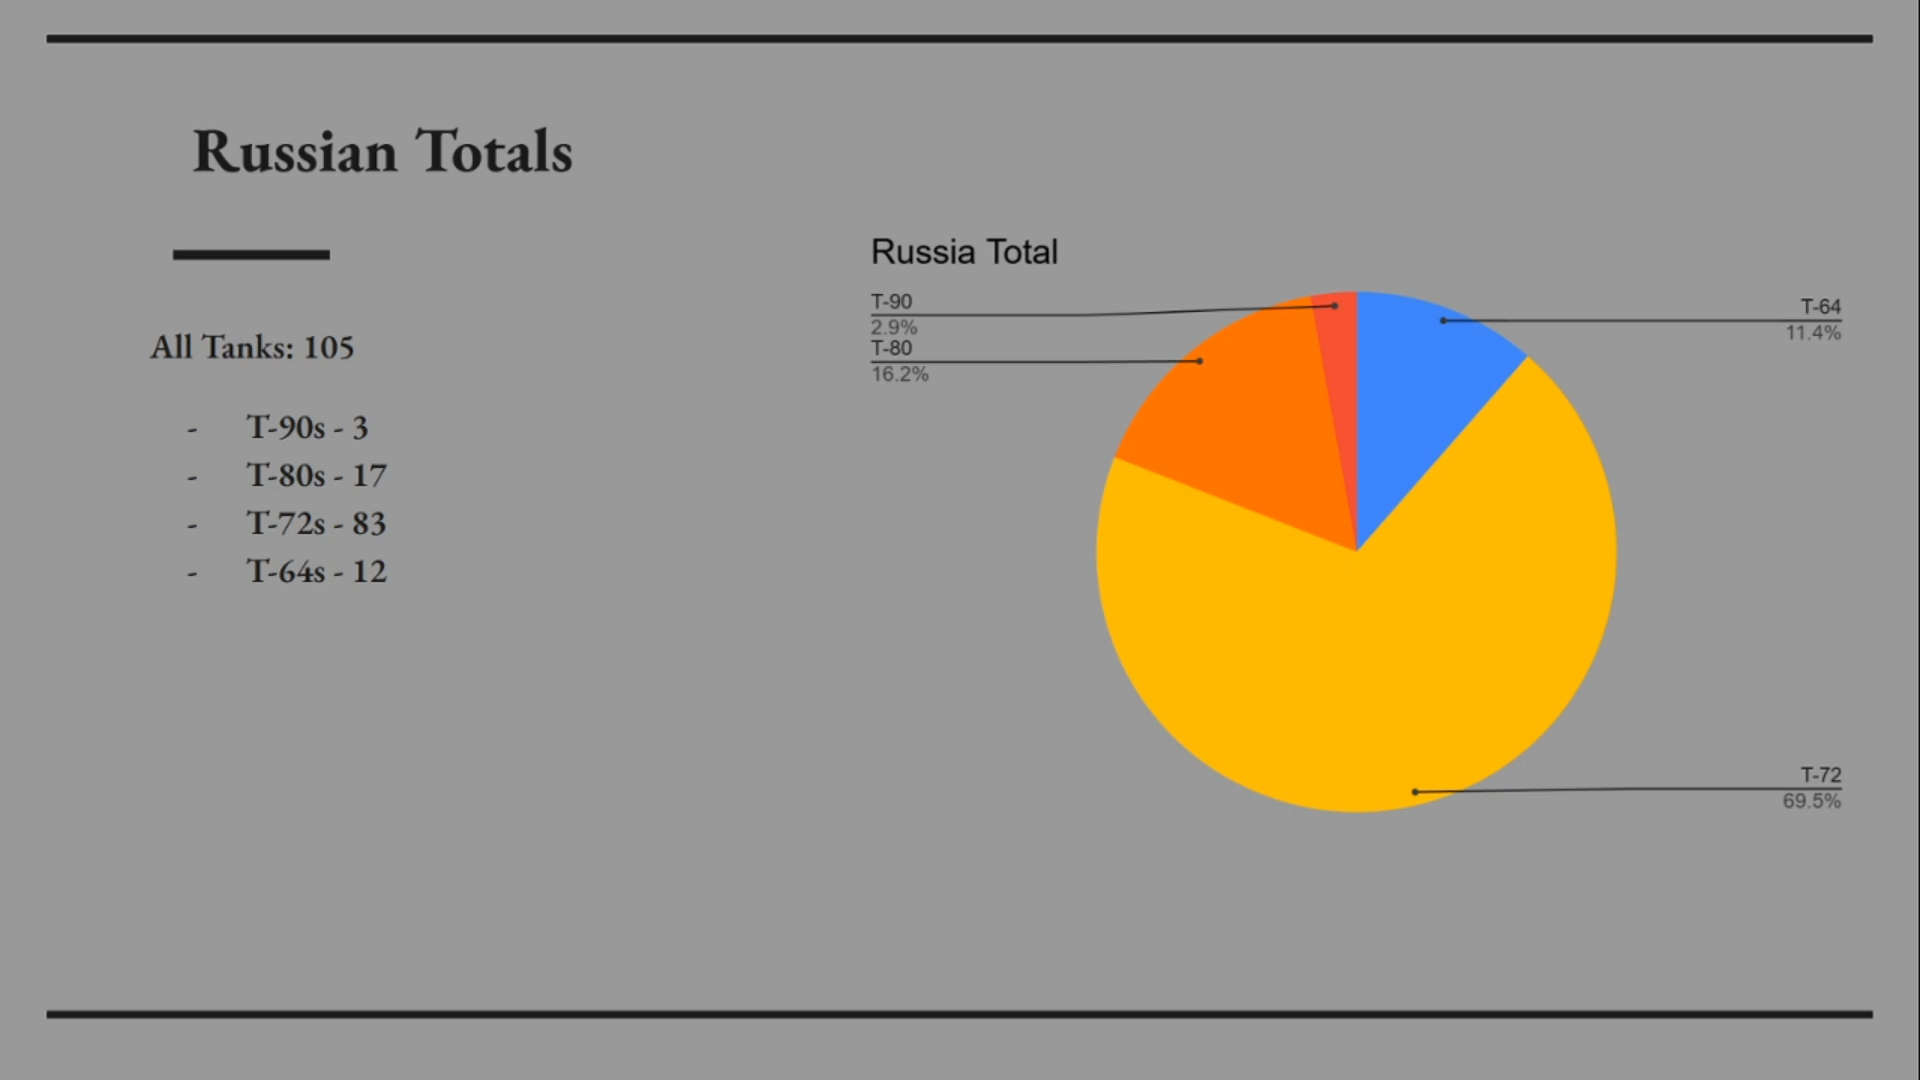 Russian Totals
All Tanks: 105
- T-90s - 3
- T-80s - 17
- T-72s - 83
- T-64s - 12
Russia Total
T-90
2.9%
T-80
16.2%
T-64
11.4%
T-72
69.5%